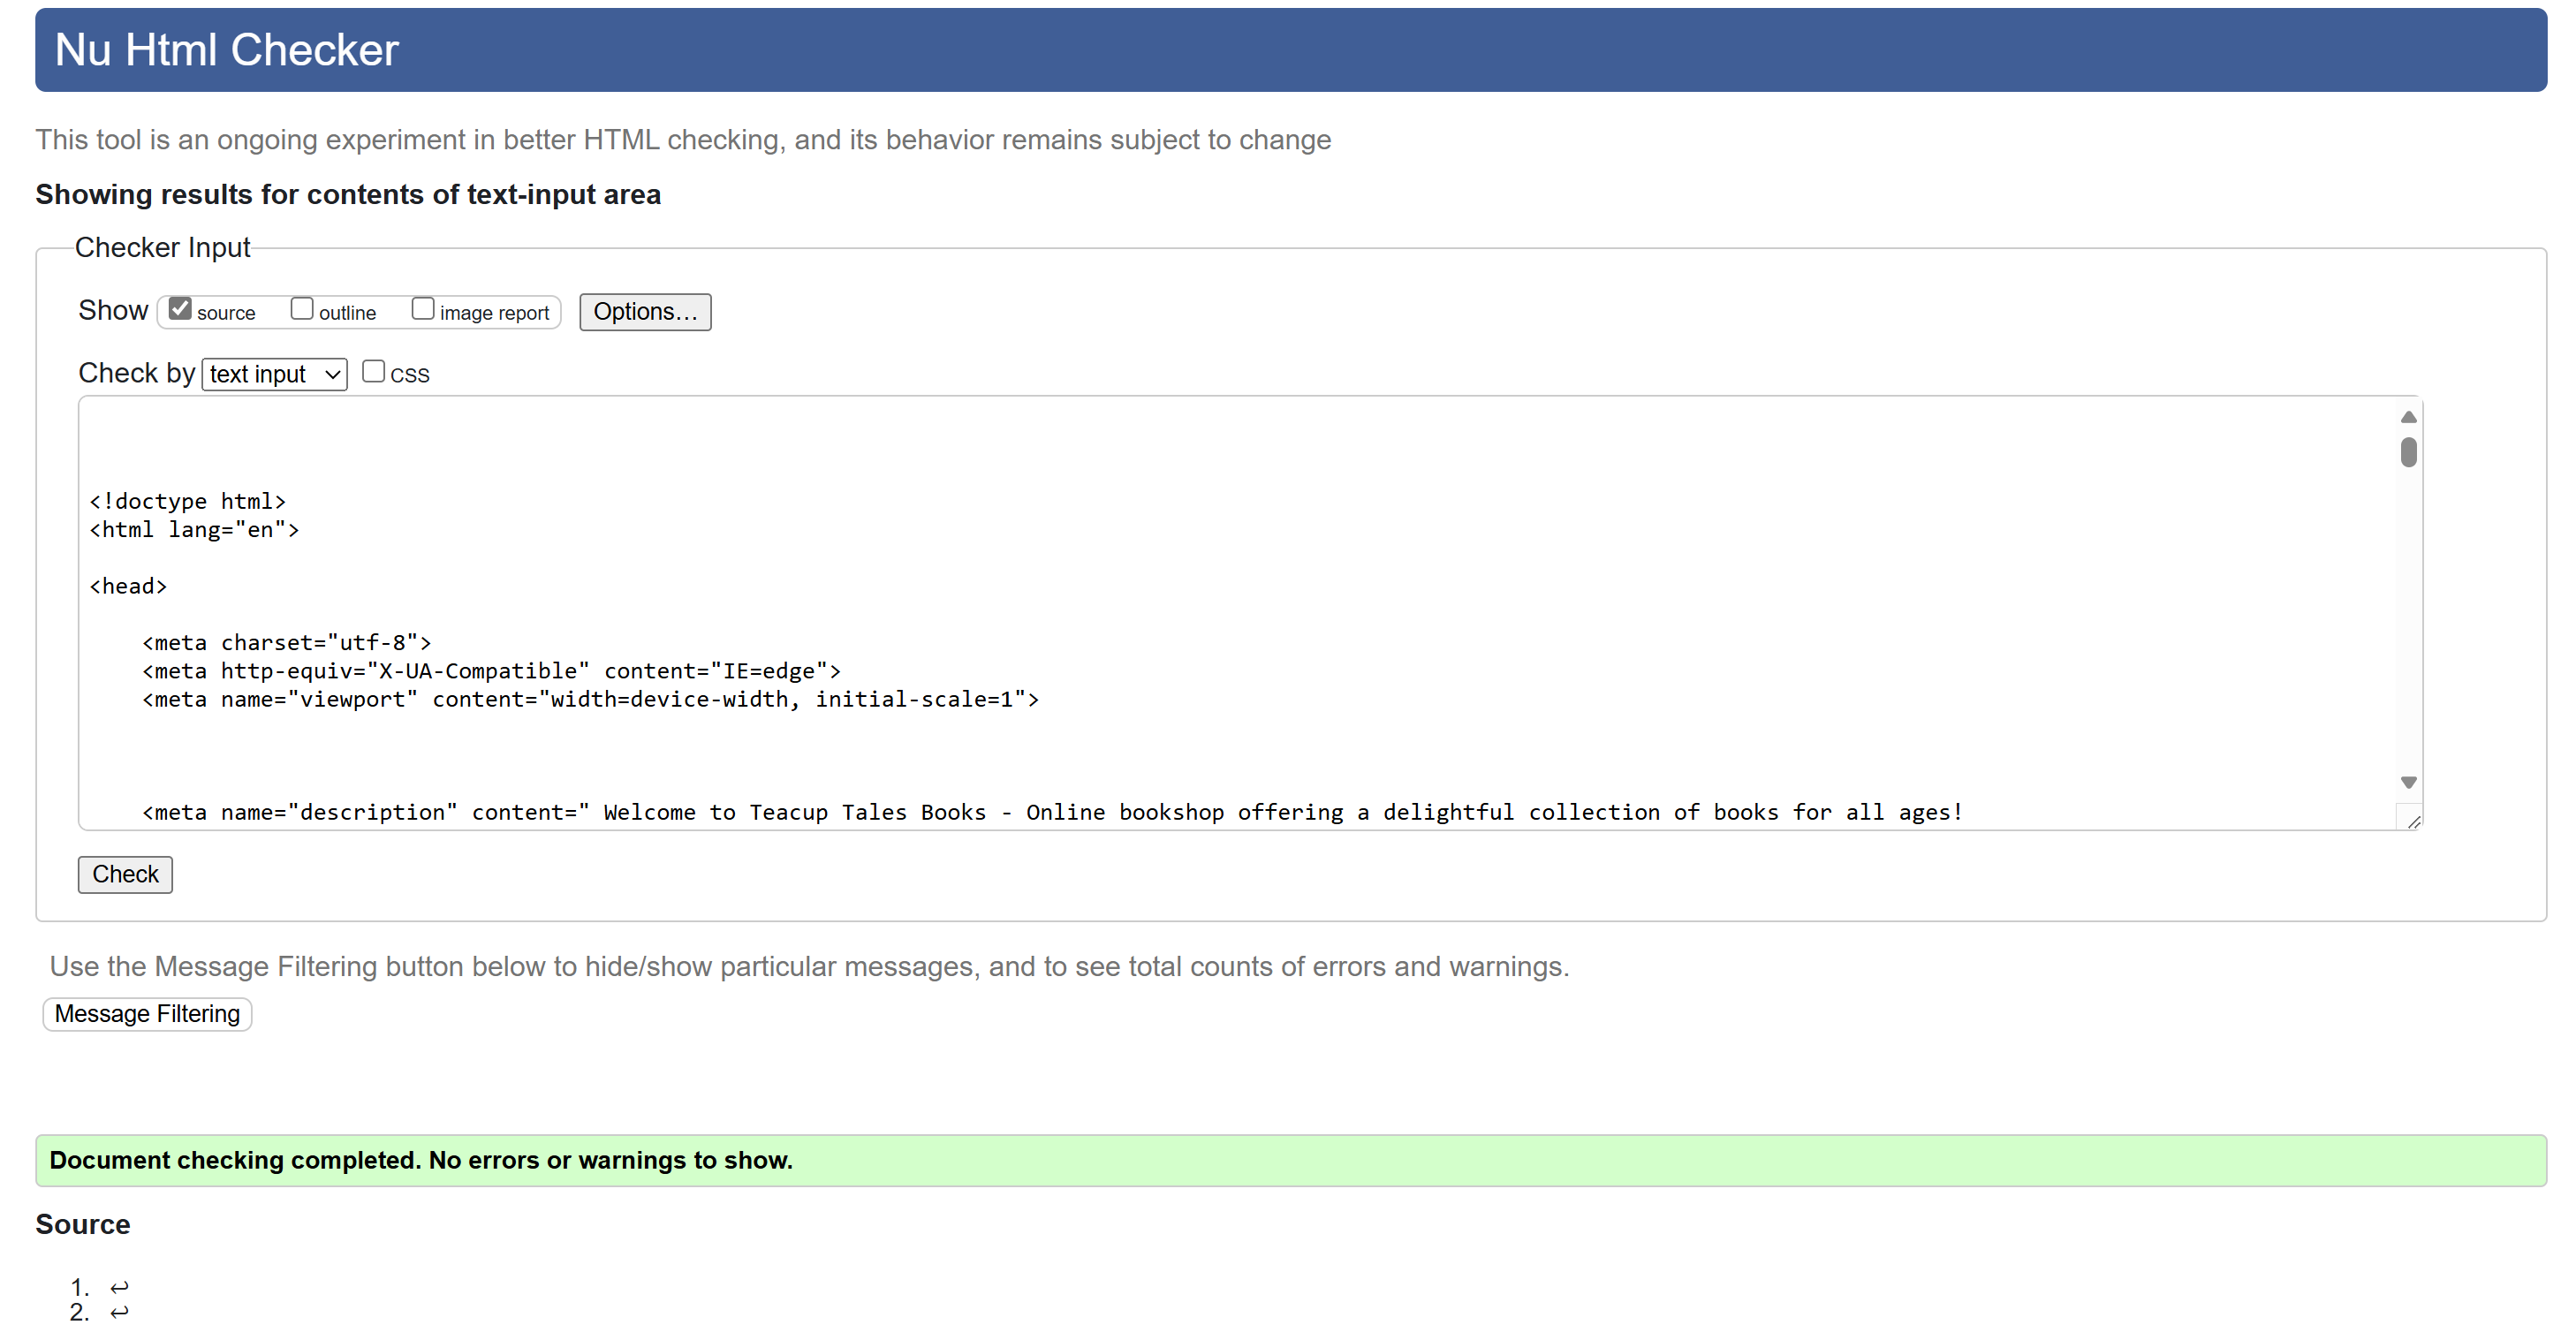 Nu Html Checker
This tool is an ongoing experiment in better HTML checking, and its behavior remains subject to change
Showing results for contents of text-input area
Checker Input
Show source outline image report Options...
Check by text input CSS
<!doctype html>
<html lang="en">
<head>
<meta charset="utf-8">
<meta http-equiv="X-UA-Compatible" content="IE=edge">
<meta name="viewport" content="width=device-width, initial-scale=1">
<meta name="description" content=" Welcome to Teacup Tales Books - Online bookshop offering a delightful collection of books for all ages!
Check
Use the Message Filtering button below to hide/show particular messages, and to see total counts of errors and warnings.
Message Filtering
Document checking completed. No errors or warnings to show.
Source
1. ↩
2. ↩